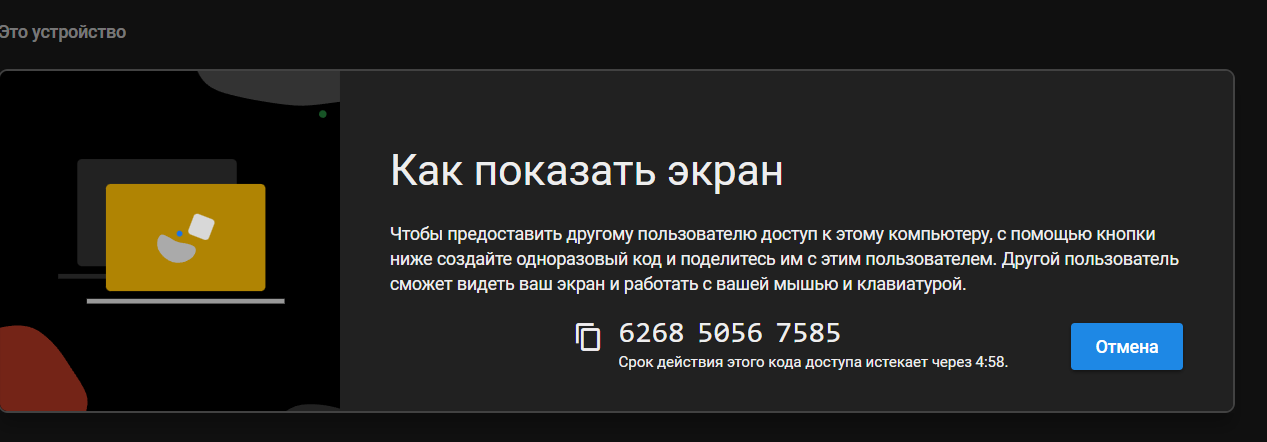 Это устройство
Как показать экран
Чтобы предоставить другому пользователю доступ к этому компьютеру, с помощью кнопки
ниже создайте одноразовый код и поделитесь им с этим пользователем. Другой пользователь
сможет видеть ваш экран и работать с вашей мышью и клавиатурой.
6268 5056 7585
Срок действия этого кода доступа истекает через 4:58.
Отмена